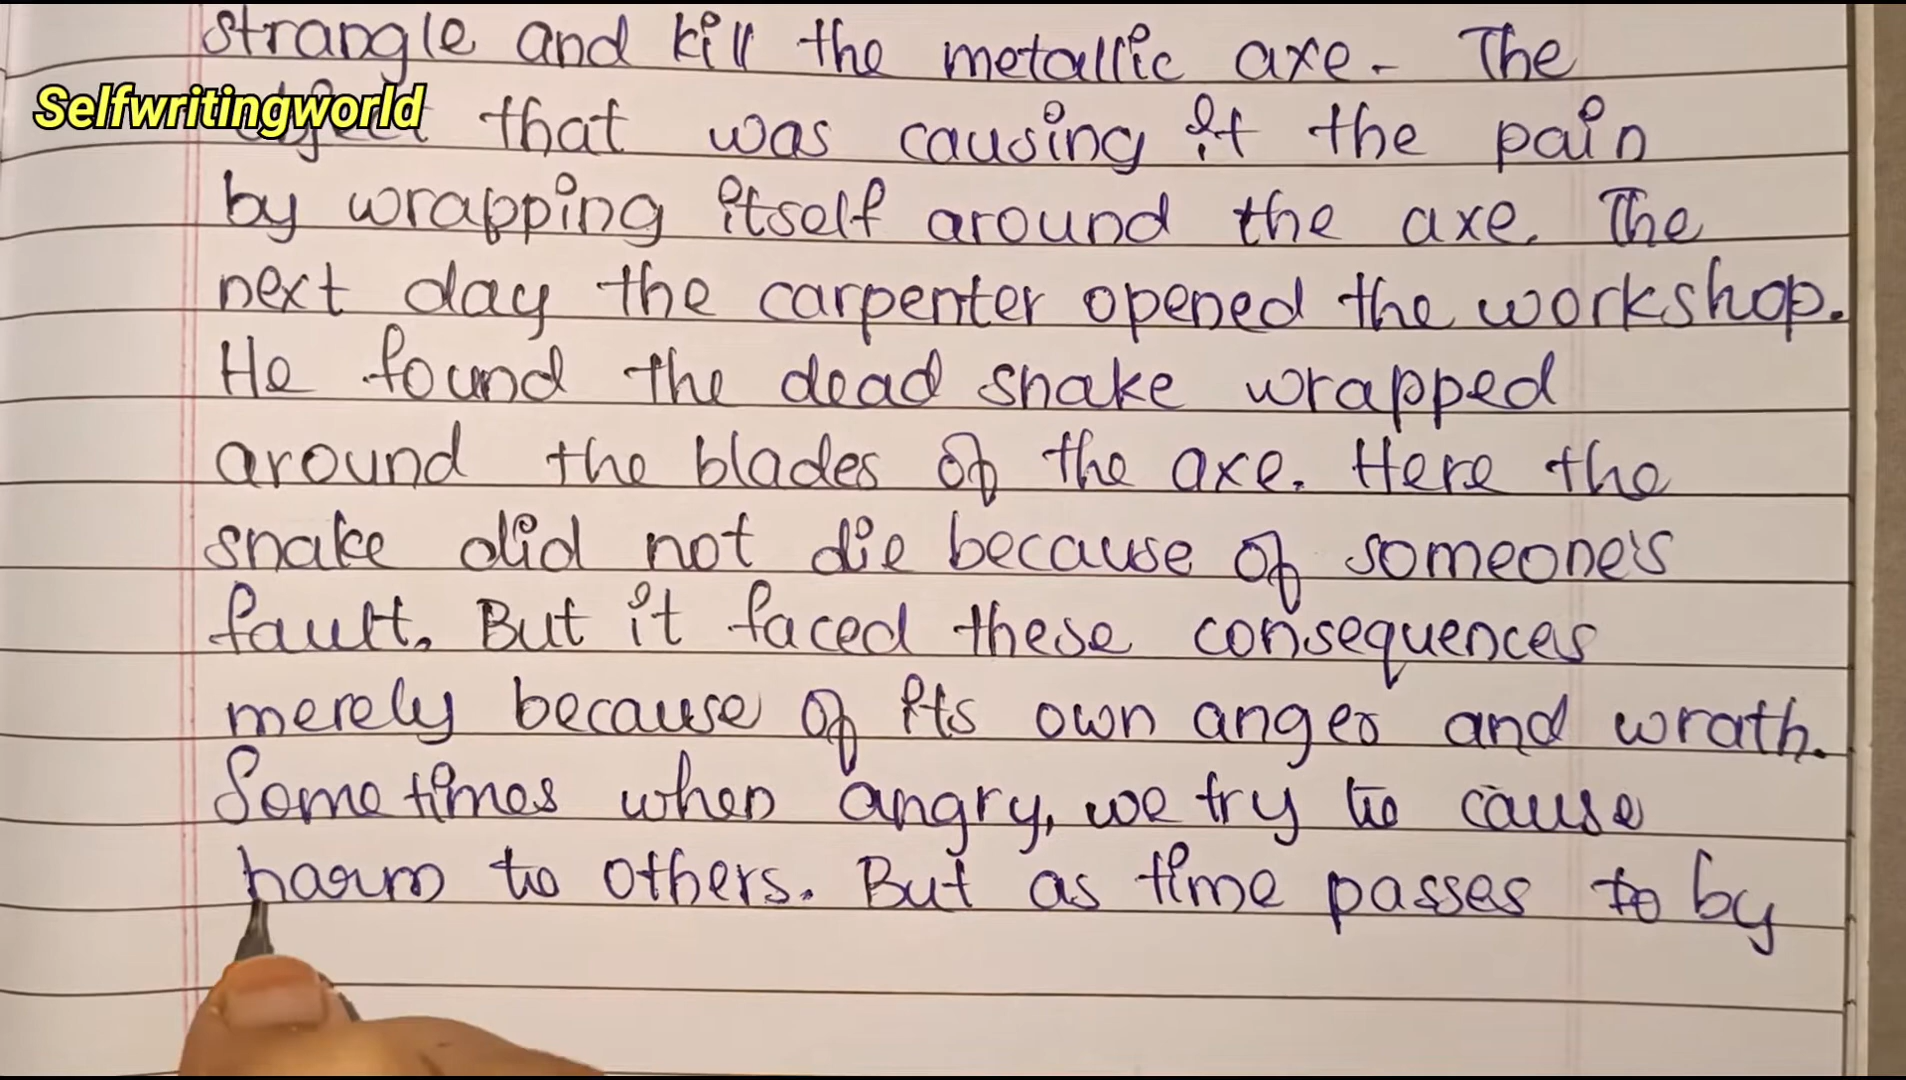 strangle and kill the metallic axe. The
Selfwritingworld
object that was causing it the pain
by wrapping itself around the axe. The
next day the carpenter opened the workshop.
He found the dead snake wrapped
around the blades of the axe. Here the
snake did not die because of someone's
fault. But it faced these consequences
merely because of its own anger and wrath.
Sometimes when angry, we try to cause
harm to others. But as time passes to by